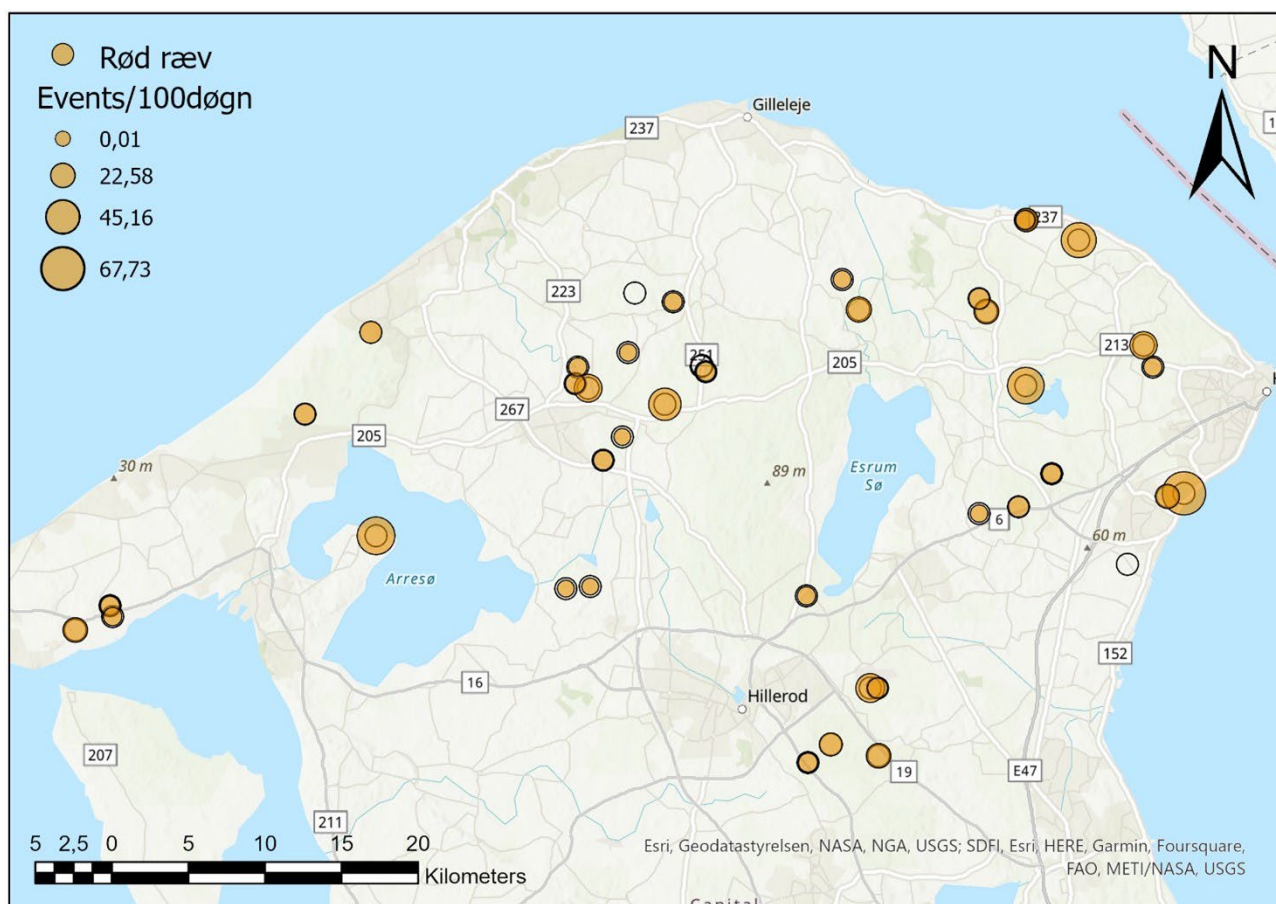 Rød ræv
Events/100døgn
0,01
22,58
45,16
67,73
N
Gilleleje
237
237
1
223
251
213
205
H
267
205
30 m
89 m
Esrum
Sø
6
60 m
Arresø
152
16
Hillerod
207
E47
19
211
5 2,5 0 5 10 15 20
Kilometers
Esri, Geodatastyrelsen, NASA, NGA, USGS; SDFI, Esri, HERE, Garmin, Foursquare,
FAO, METI/NASA, USGS
Capital